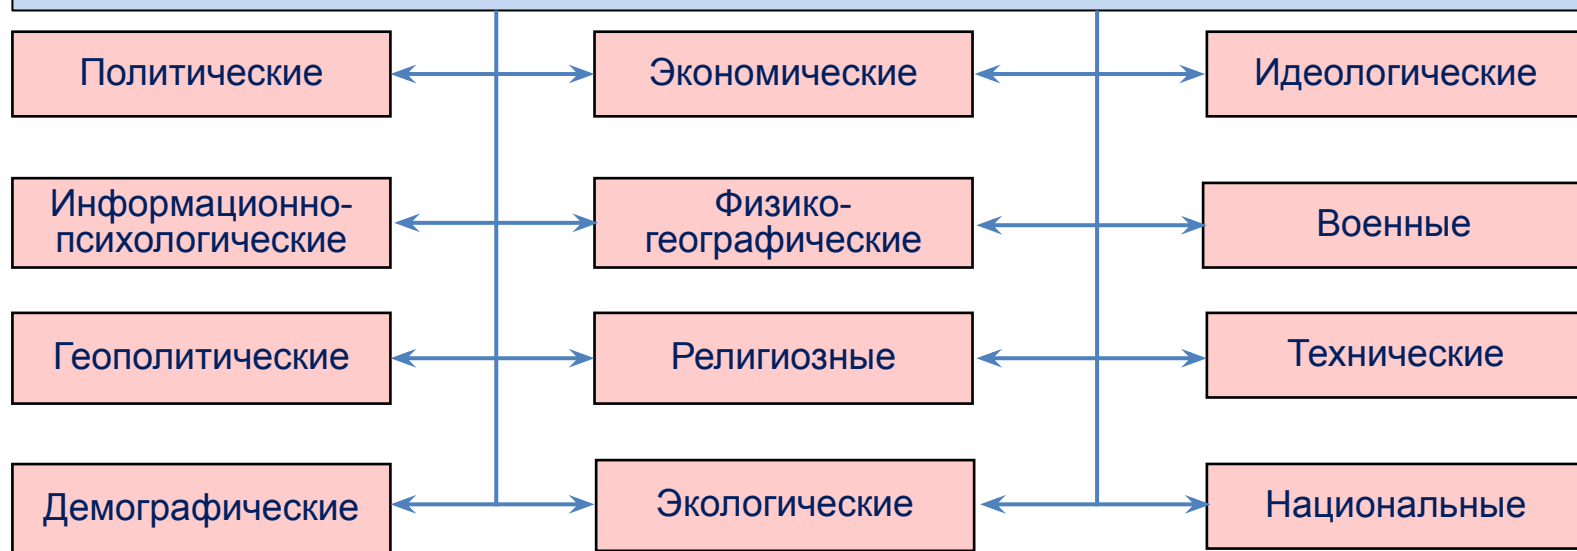 Политические
Экономические
Идеологические
Информационно-
психологические
Физико-
географические
Военные
Геополитические
Религиозные
Технические
Демографические
Экологические
Национальные